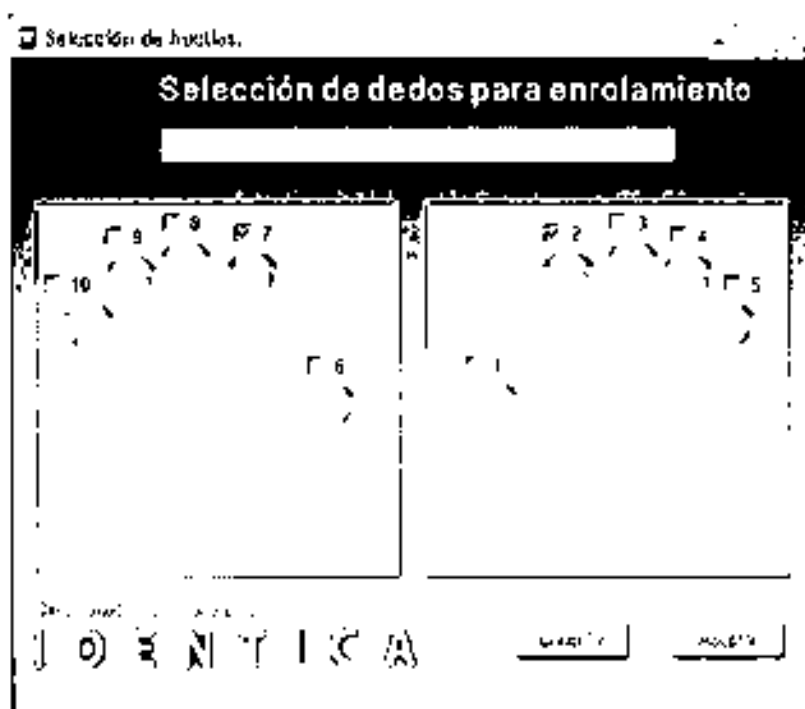 Selección de huellas.
Selección de dedos para enrolamiento
10 9 8 7
6
2 3 4 5
1
IDENTICA